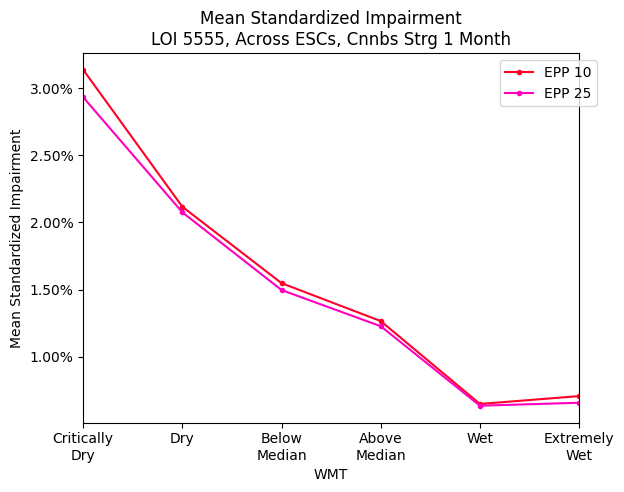 Mean Standardized Impairment
LOI 5555, Across ESCs, Cnnbs Strg 1 Month
EPP 10
EPP 25
Mean Standardized Impairment
3.00%
2.50%
2.00%
1.50%
1.00%
Critically
Dry
Dry
Below
Median
Above
Median
Wet
Extremely
Wet
WMT